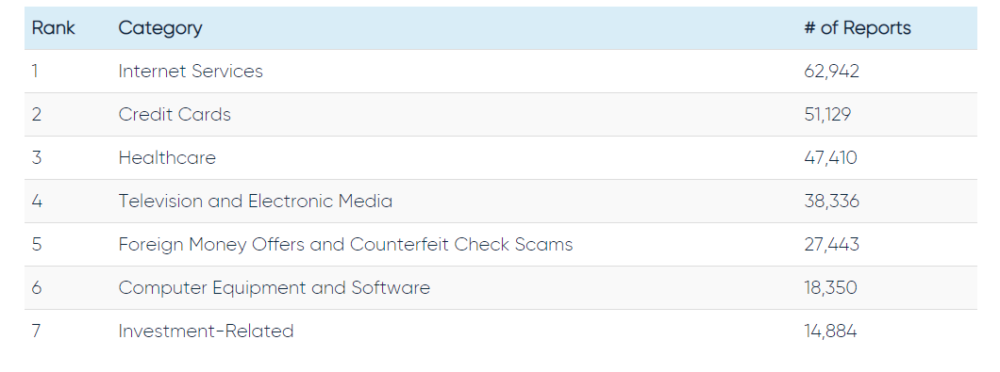 Rank Category # of Reports
1 Internet Services 62,942
2 Credit Cards 51,129
3 Healthcare 47,410
4 Television and Electronic Media 38,336
5 Foreign Money Offers and Counterfeit Check Scams 27,443
6 Computer Equipment and Software 18,350
7 Investment-Related 14,884